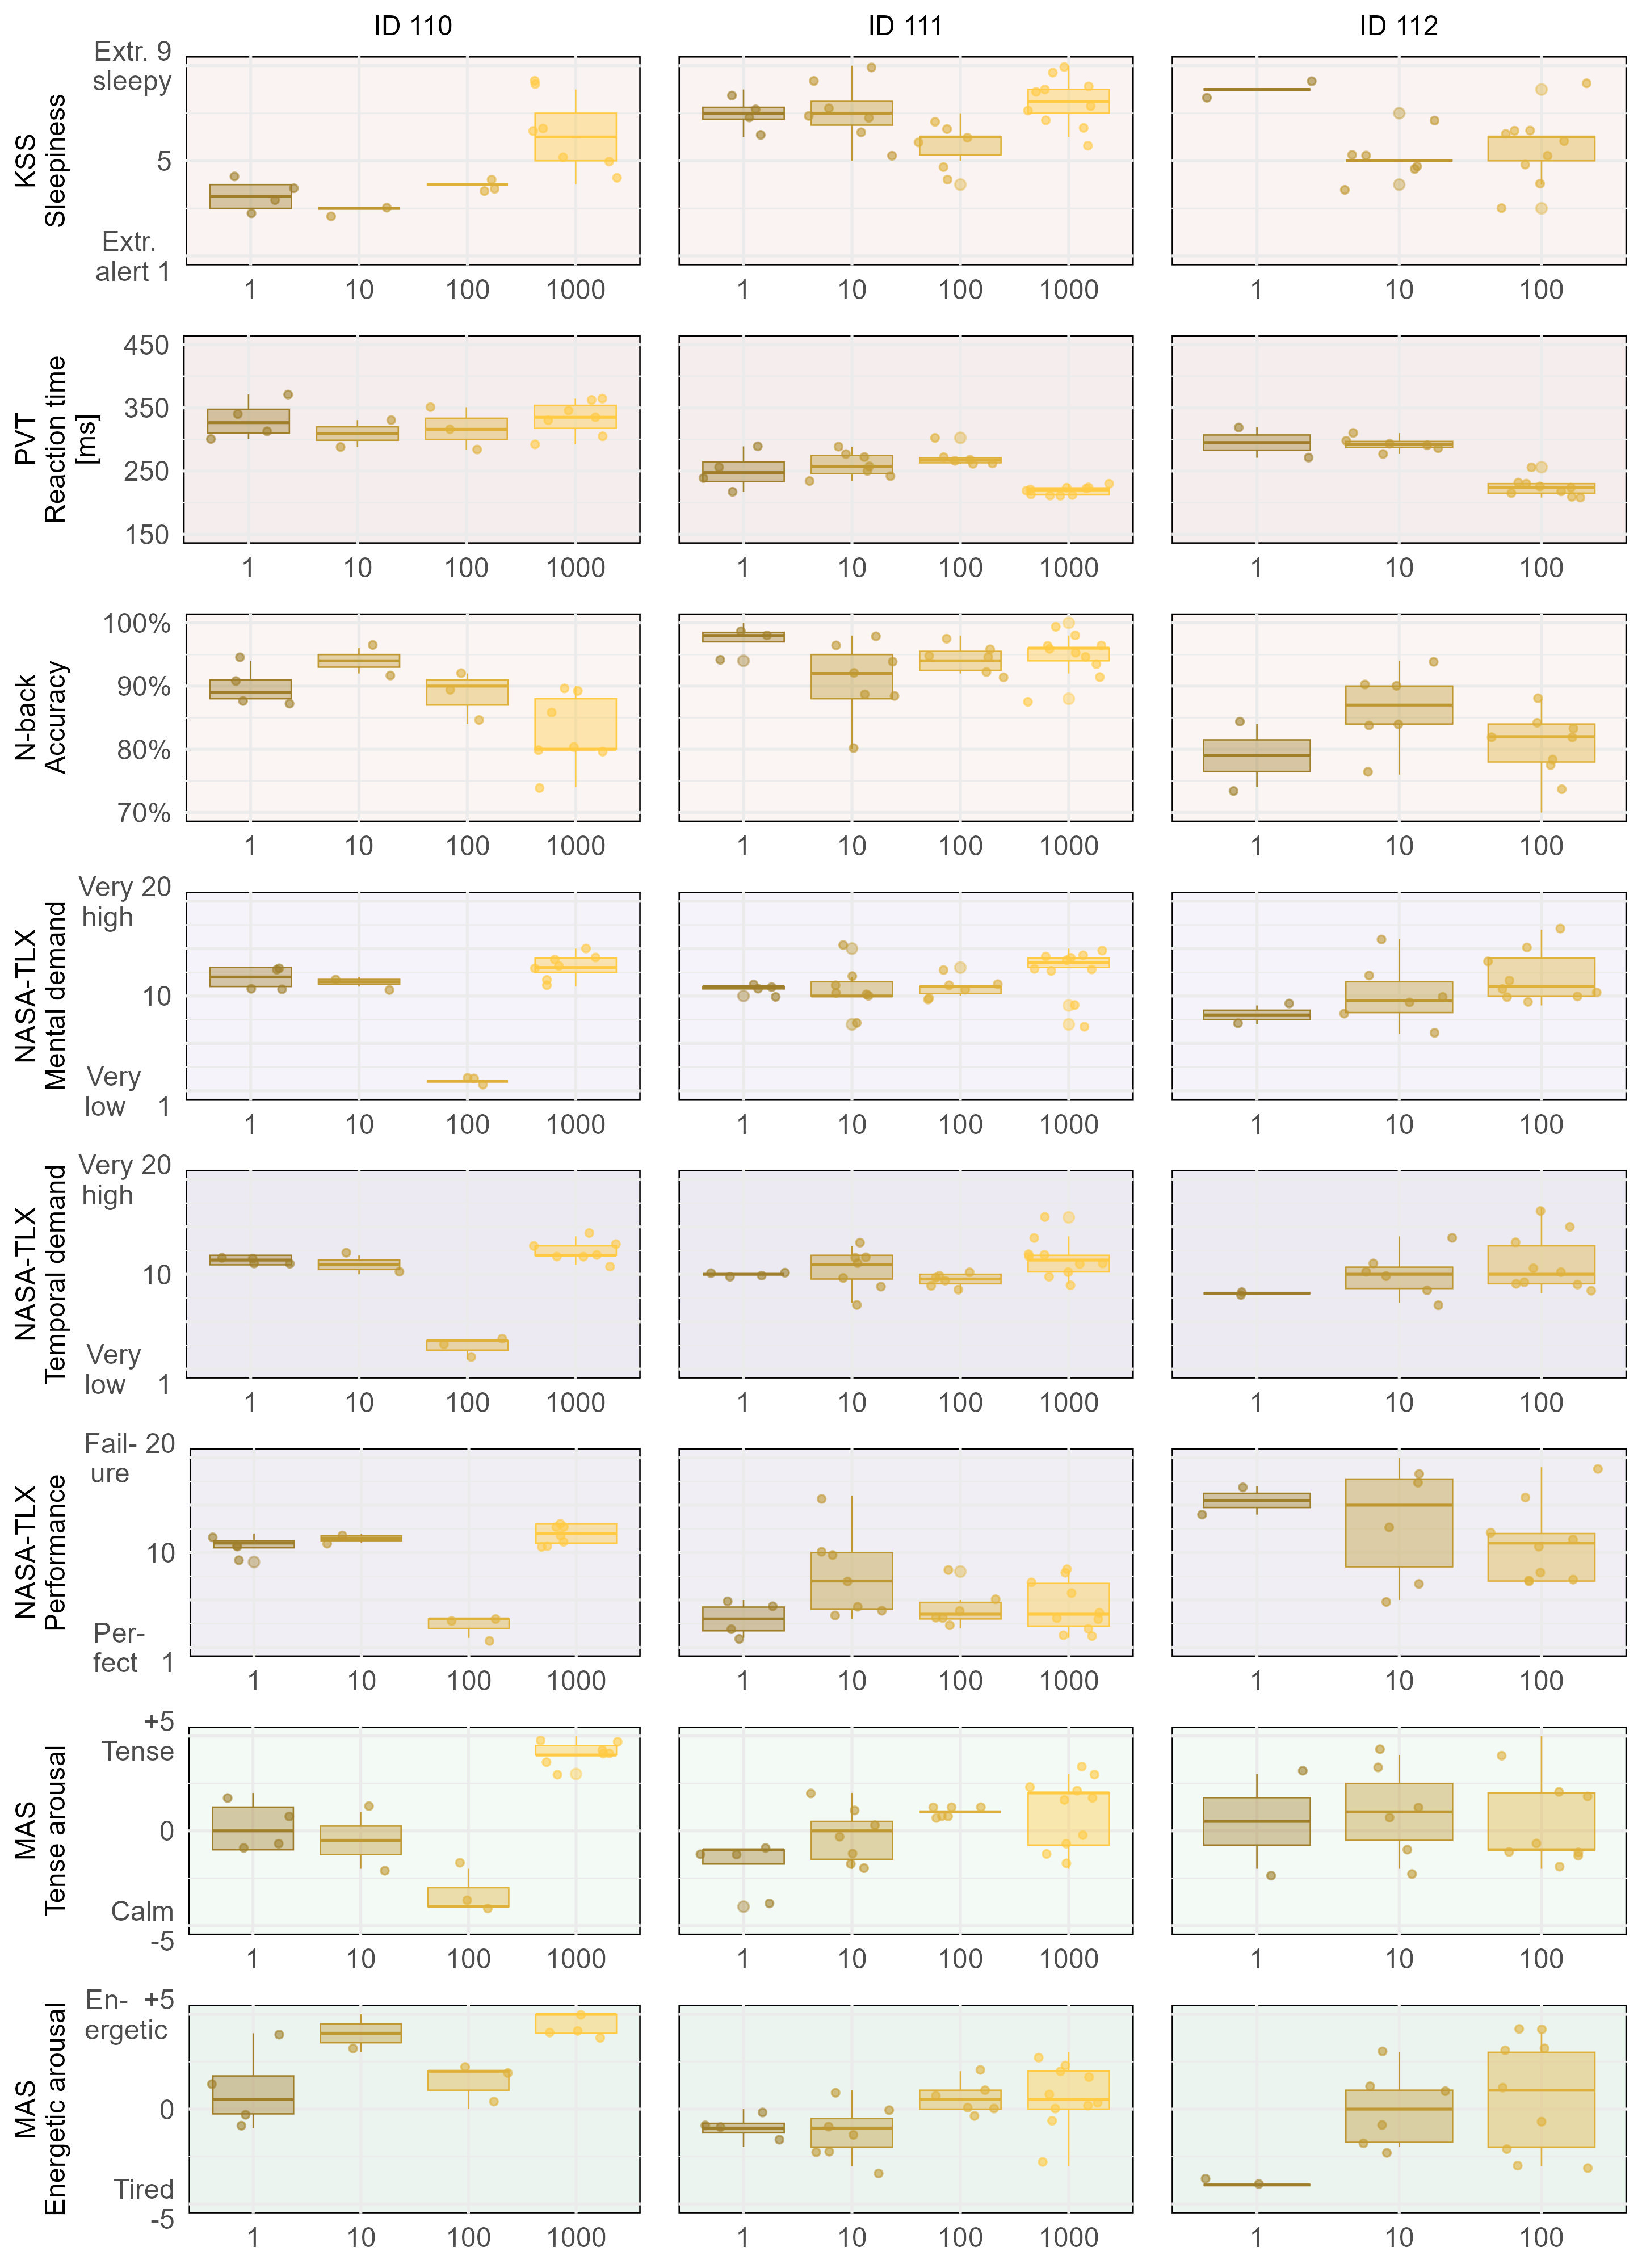 ID 110 ID 111 ID 112
KSS
Sleepiness
Extr. 9
sleepy
5
Extr.
alert 1
1 10 100 1000 1 10 100 1000 1 10 100
PVT
Reaction time
[ms]
450
350
250
150
1 10 100 1000 1 10 100 1000 1 10 100
N-back
Accuracy
100%
90%
80%
70%
1 10 100 1000 1 10 100 1000 1 10 100
NASA-TLX
Mental demand
Very 20
high
10
Very
low 1
1 10 100 1000 1 10 100 1000 1 10 100
NASA-TLX
Temporal demand
Very 20
high
10
Very
low 1
1 10 100 1000 1 10 100 1000 1 10 100
NASA-TLX
Performance
Fail- 20
ure
10
Per-
fect 1
1 10 100 1000 1 10 100 1000 1 10 100
MAS
Tense arousal
+5
Tense
0
Calm
-5
1 10 100 1000 1 10 100 1000 1 10 100
MAS
Energetic arousal
En- +5
ergetic
0
Tired
-5
1 10 100 1000 1 10 100 1000 1 10 100